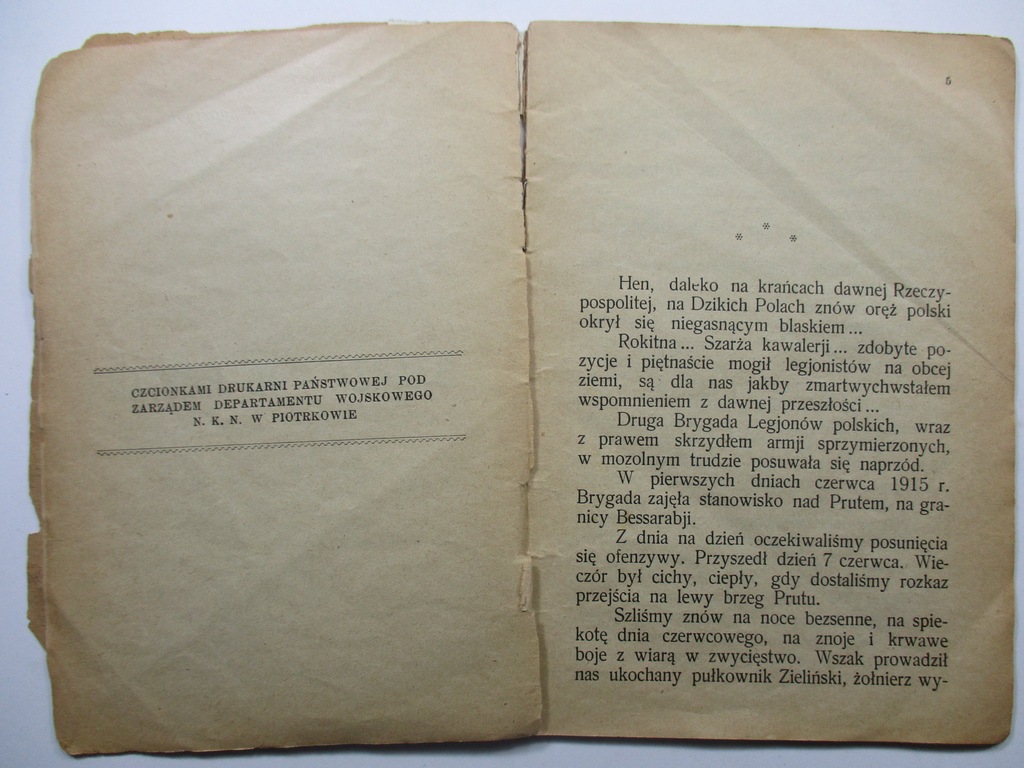 CZCIONKAMI DRUKARNI PAŃSTWOWEJ POD
ZARZĄDEM DEPARTAMENTU WOJSKOWEGO
N. K. N. W PIOTRKOWIE
5
* * *
Hen, daleko na krańcach dawnej Rzeczy-
pospolitej, na Dzikich Polach znów oręż polski
okrył się niegasnącym blaskiem ...
Rokitna ... Szarża kawalerji ... zdobyte po-
zycje i piętnaście mogił legjonistów na obcej
ziemi, są dla nas jakby zmartwychwstałem
wspomnieniem z dawnej przeszłości ...
Druga Brygada Legjonów polskich, wraz
z prawem skrzydłem armji sprzymierzonych,
w mozolnym trudzie posuwała się naprzód.
W pierwszych dniach czerwca 1915 r.
Brygada zajęła stanowisko nad Prutem, na gra-
nicy Bessarabji.
Z dnia na dzień oczekiwaliśmy posunięcia
się ofenzywy. Przyszedł dzień 7 czerwca. Wie-
czór był cichy, ciepły, gdy dostaliśmy rozkaz
przejścia na lewy brzeg Prutu.
Szliśmy znów na noce bezsenne, na spie-
kotę dnia czerwcowego, na znoje i krwawe
boje z wiarą w zwycięstwo. Wszak prowadził
nas ukochany pułkownik Zieliński, żołnierz wy-